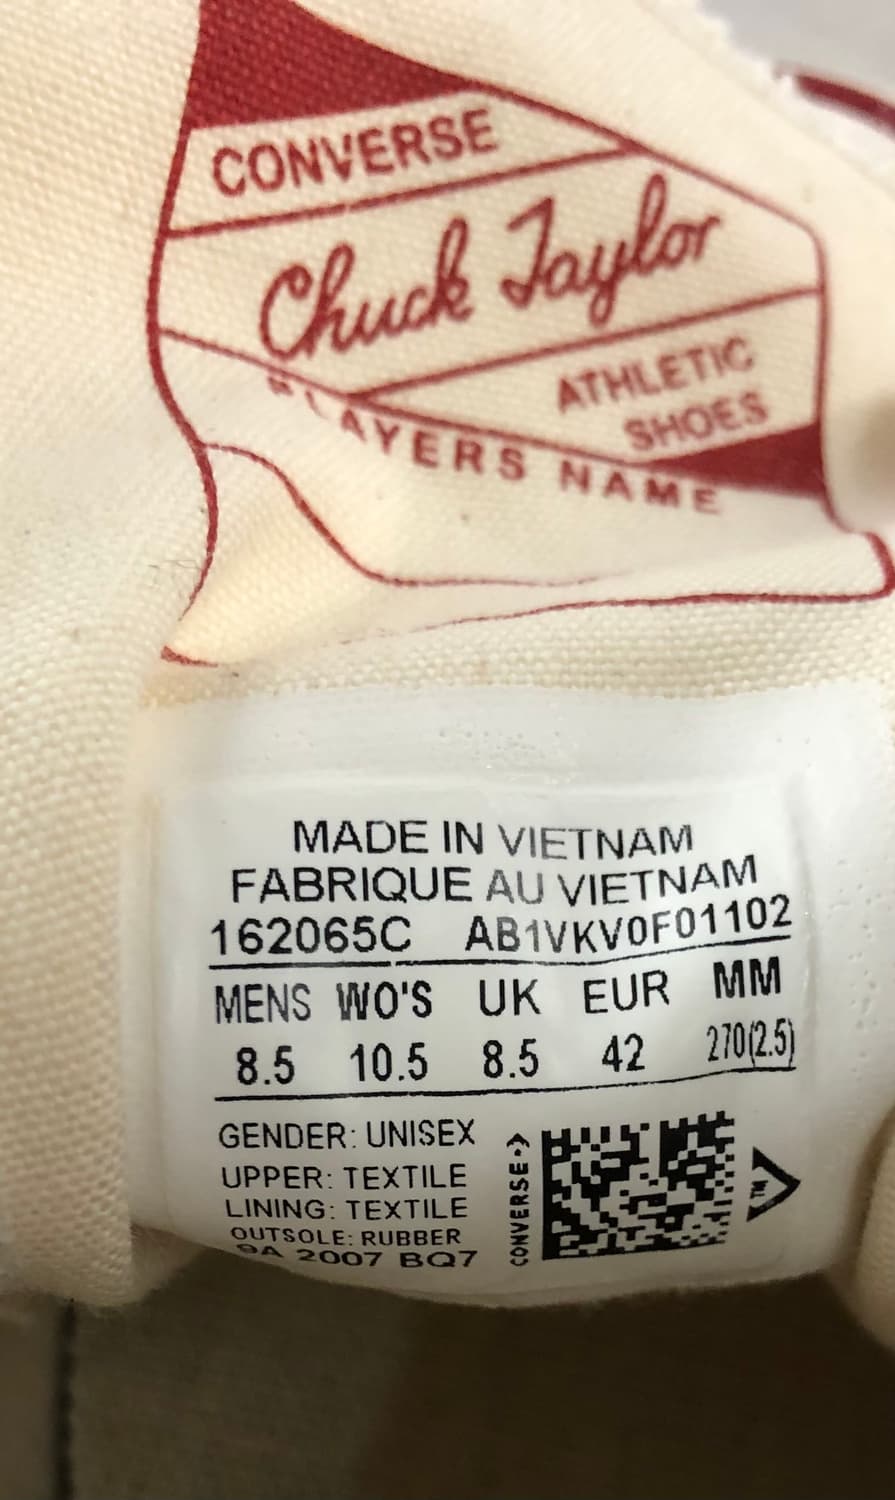 CONVERSE
Chuck Taylor
ATHLETIC
SHOES
PLAYERS NAME
MADE IN VIETNAM
FABRIQUE AU VIETNAM
162065C AB1VKV0F01102
MENS WO'S UK EUR MM
8.5 10.5 8.5 42 270(2.5)
GENDER: UNISEX
UPPER: TEXTILE
LINING: TEXTILE
OUTSOLE: RUBBER
9A 2007 BQ7
CONVERSE
TM